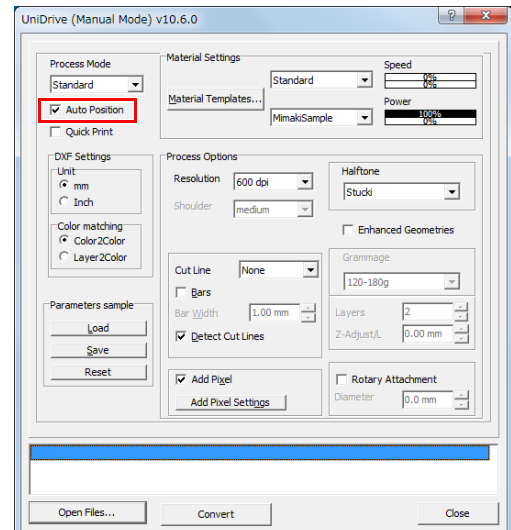 UniDrive (Manual Mode) v10.6.0
Process Mode
Standard
Auto Position
Quick Print
Material Settings
Standard
Material Templates...
MimakiSample
Speed
0%
0%
Power
100%
0%
DXF Settings
Unit
mm
Inch
Color matching
Color2Color
Layer2Color
Parameters sample
Load
Save
Reset
Process Options
Resolution 600 dpi
Shoulder medium
Halftone
Stucki
Enhanced Geometries
Cut Line None
Bars
Bar Width 1.00 mm
Detect Cut Lines
Grammage
120-180g
Layers 2
Z-Adjust/L 0.00 mm
Add Pixel
Add Pixel Settings
Rotary Attachment
Diameter 0.0 mm
Open Files... Convert Close